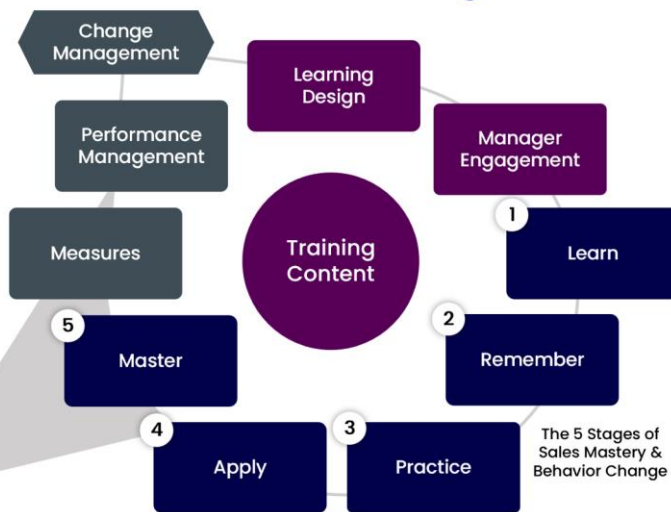 Change
Management
Learning
Design
Performance
Management
Manager
Engagement
Training
Content
1
Learn
Measures
5
Master
2
Remember
4
Apply
3
Practice
The 5 Stages of
Sales Mastery &
Behavior Change